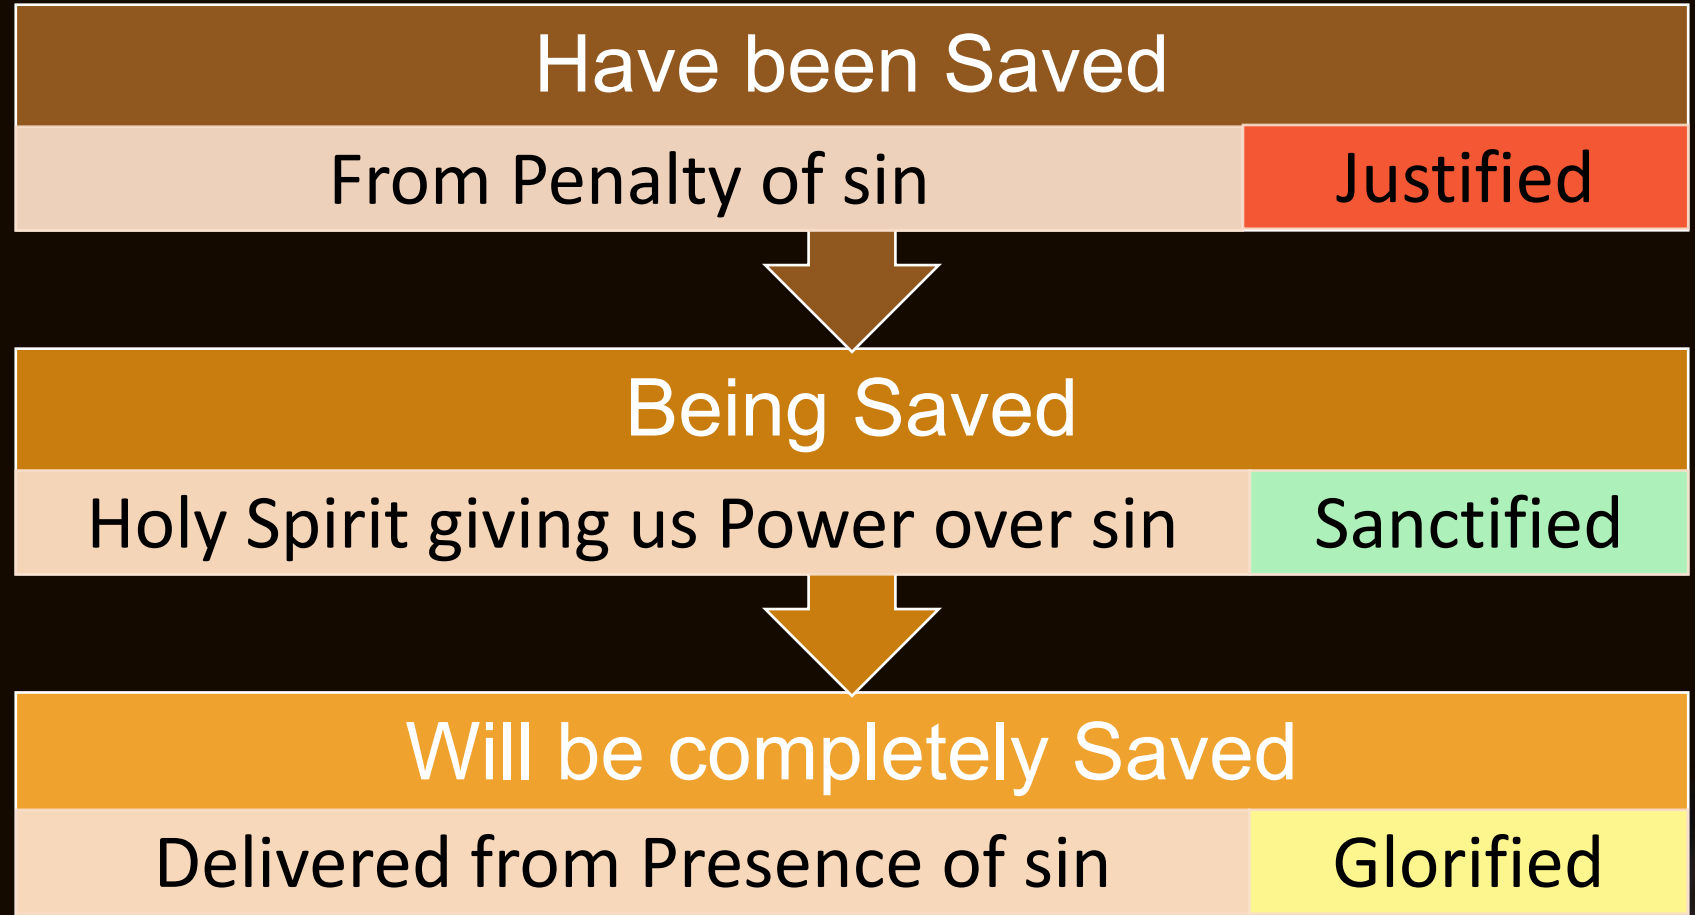 Have been Saved
From Penalty of sin
Justified
Being Saved
Holy Spirit giving us Power over sin
Sanctified
Will be completely Saved
Delivered from Presence of sin
Glorified